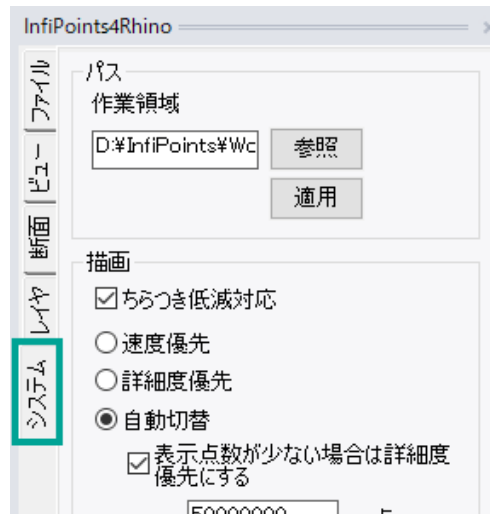 InfiPoints4Rhino
ファイル
ビュー
断面
レイヤ
システム
パス
作業領域
D:¥InfiPoints¥Wc
参照
適用
描画
ちらつき低減対応
速度優先
詳細度優先
自動切替
表示点数が少ない場合は詳細度
優先にする